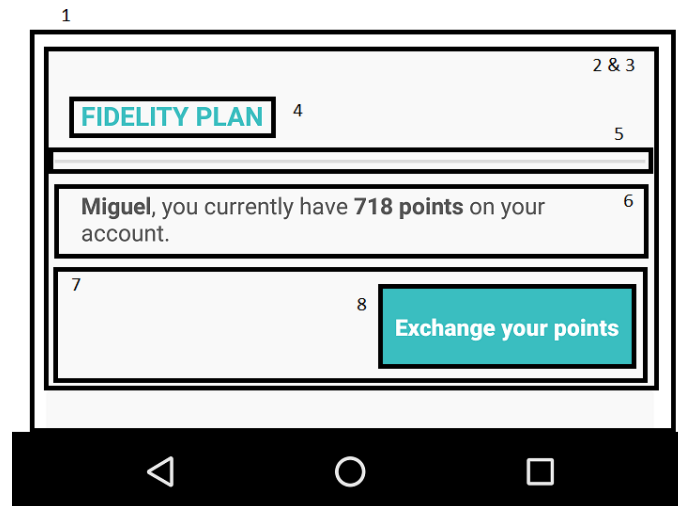 1
2 & 3
FIDELITY PLAN
4
5
Miguel, you currently have 718 points on your
account.
6
7
8
Exchange your points